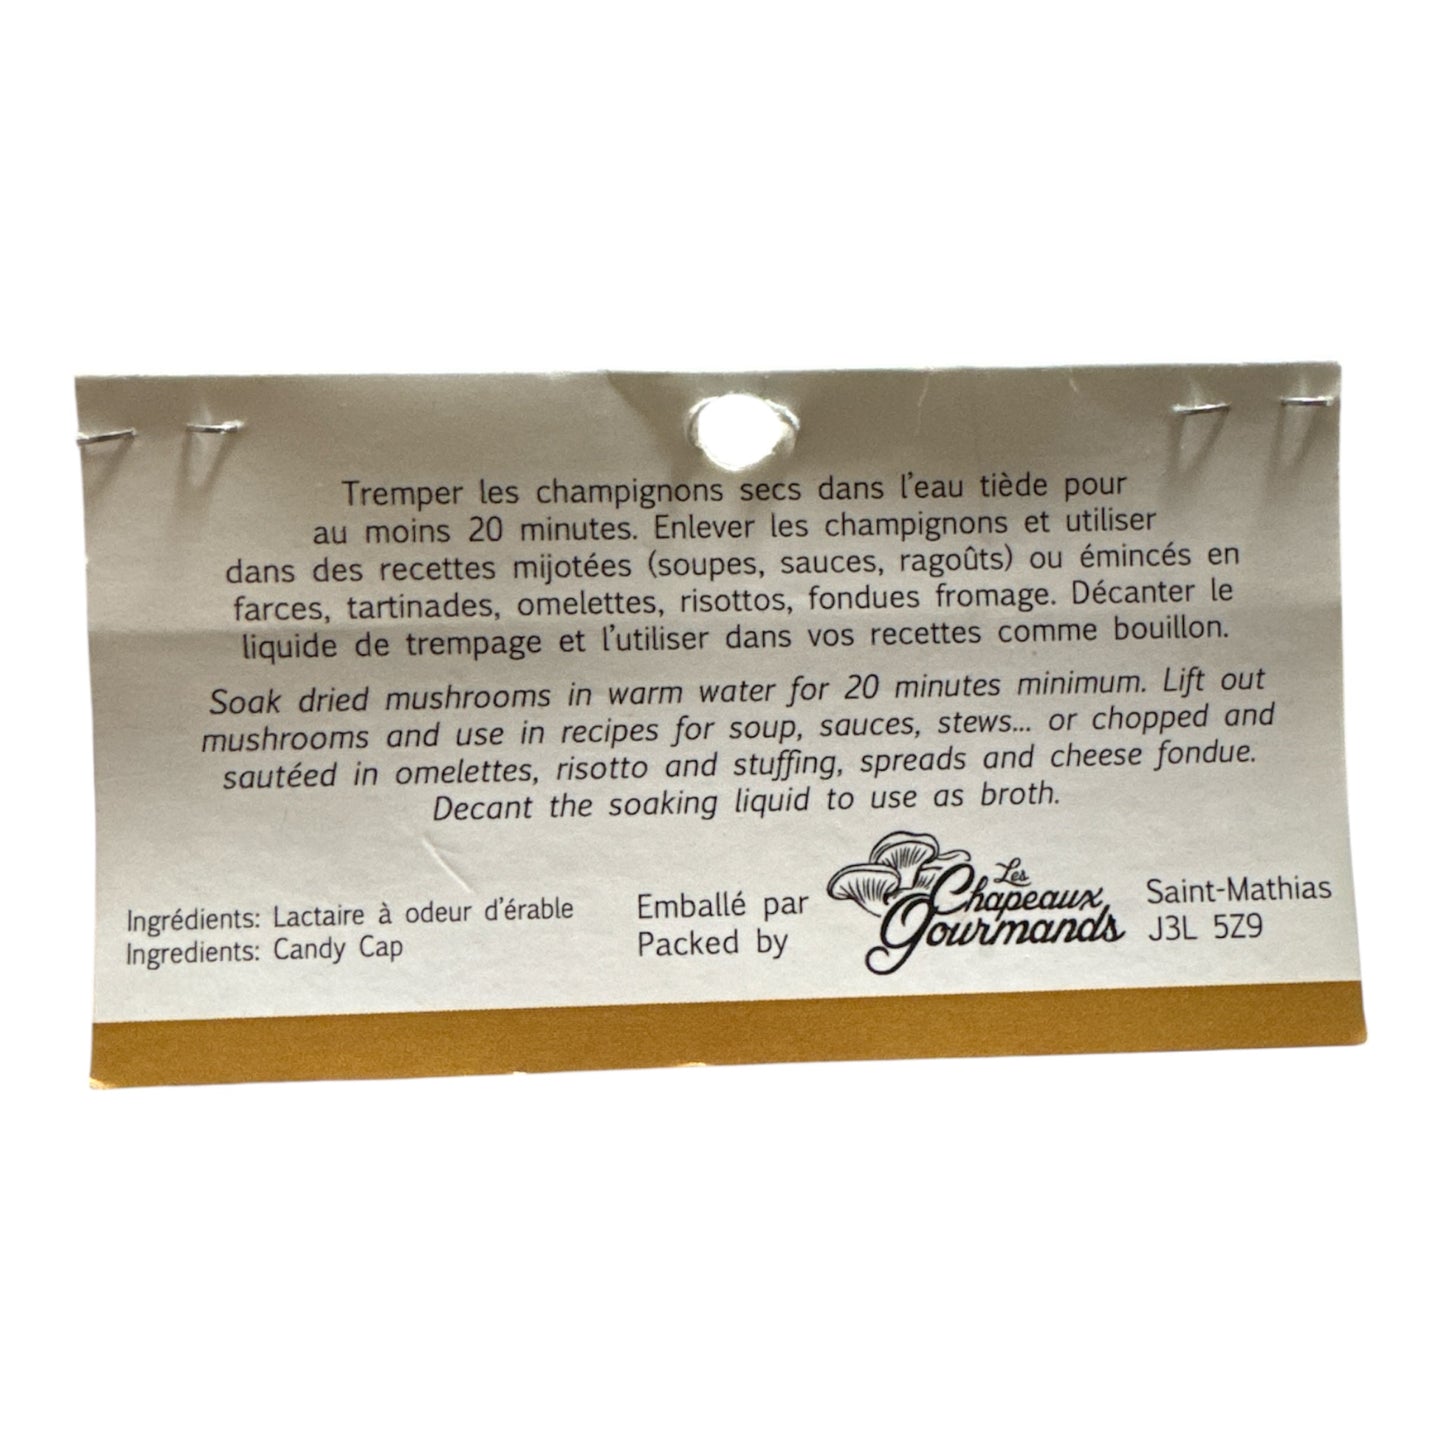 Tremper les champignons secs dans l'eau tiède pour
au moins 20 minutes. Enlever les champignons et utiliser
dans des recettes mijotées (soupes, sauces, ragoûts) ou émincés en
farces, tartinades, omelettes, risottos, fondues fromage. Décanter le
liquide de trempage et l'utiliser dans vos recettes comme bouillon.
Soak dried mushrooms in warm water for 20 minutes minimum. Lift out
mushrooms and use in recipes for soup, sauces, stews... or chopped and
sautéed in omelettes, risotto and stuffing, spreads and cheese fondue.
Decant the soaking liquid to use as broth.
Ingrédients: Lactaire à odeur d'érable
Ingredients: Candy Cap
Emballé par
Packed by
Les
Chapeaux
Gourmands
Saint-Mathias
J3L 5Z9